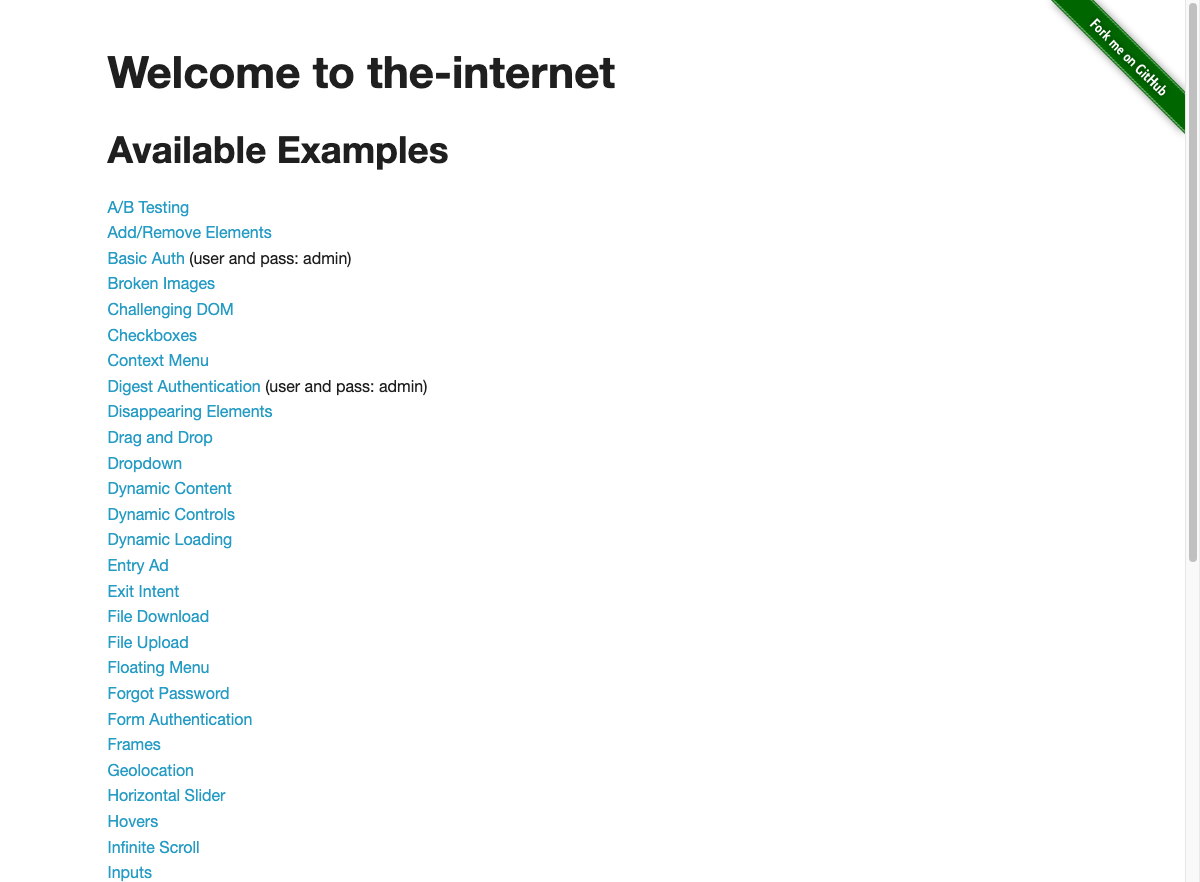 Fork me on GitHub
Welcome to the-internet
Available Examples
A/B Testing
Add/Remove Elements
Basic Auth (user and pass: admin)
Broken Images
Challenging DOM
Checkboxes
Context Menu
Digest Authentication (user and pass: admin)
Disappearing Elements
Drag and Drop
Dropdown
Dynamic Content
Dynamic Controls
Dynamic Loading
Entry Ad
Exit Intent
File Download
File Upload
Floating Menu
Forgot Password
Form Authentication
Frames
Geolocation
Horizontal Slider
Hovers
Infinite Scroll
Inputs